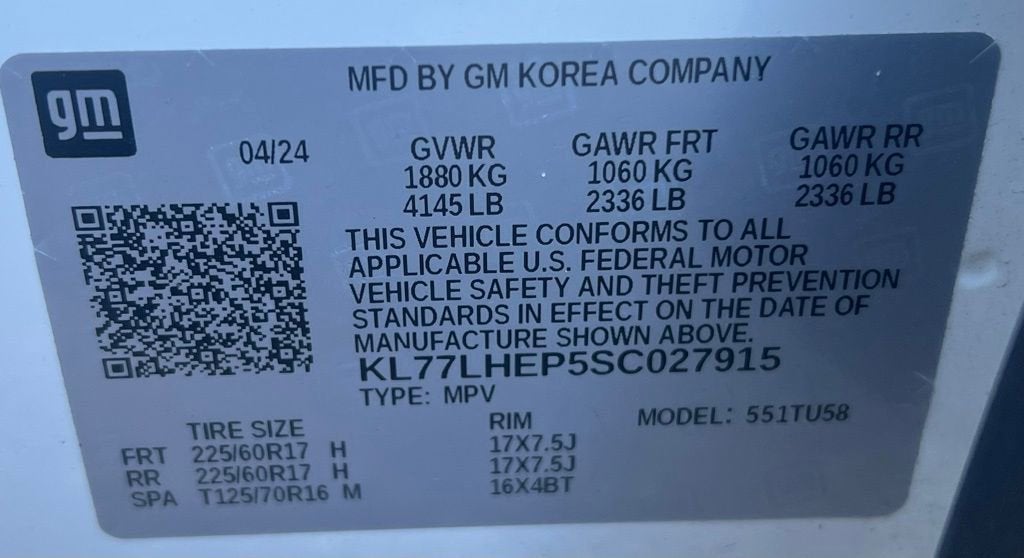 gm
MFD BY GM KOREA COMPANY
04/24 GVWR GAWR FRT GAWR RR
1880 KG 1060 KG 1060 KG
4145 LB 2336 LB 2336 LB
THIS VEHICLE CONFORMS TO ALL
APPLICABLE U.S. FEDERAL MOTOR
VEHICLE SAFETY AND THEFT PREVENTION
STANDARDS IN EFFECT ON THE DATE OF
MANUFACTURE SHOWN ABOVE.
KL77LHEP5SC027915
TYPE: MPV
TIRE SIZE RIM MODEL: 551TU58
FRT 225/60R17 H 17X7.5J
RR 225/60R17 H 17X7.5J
SPA T125/70R16 M 16X4BT